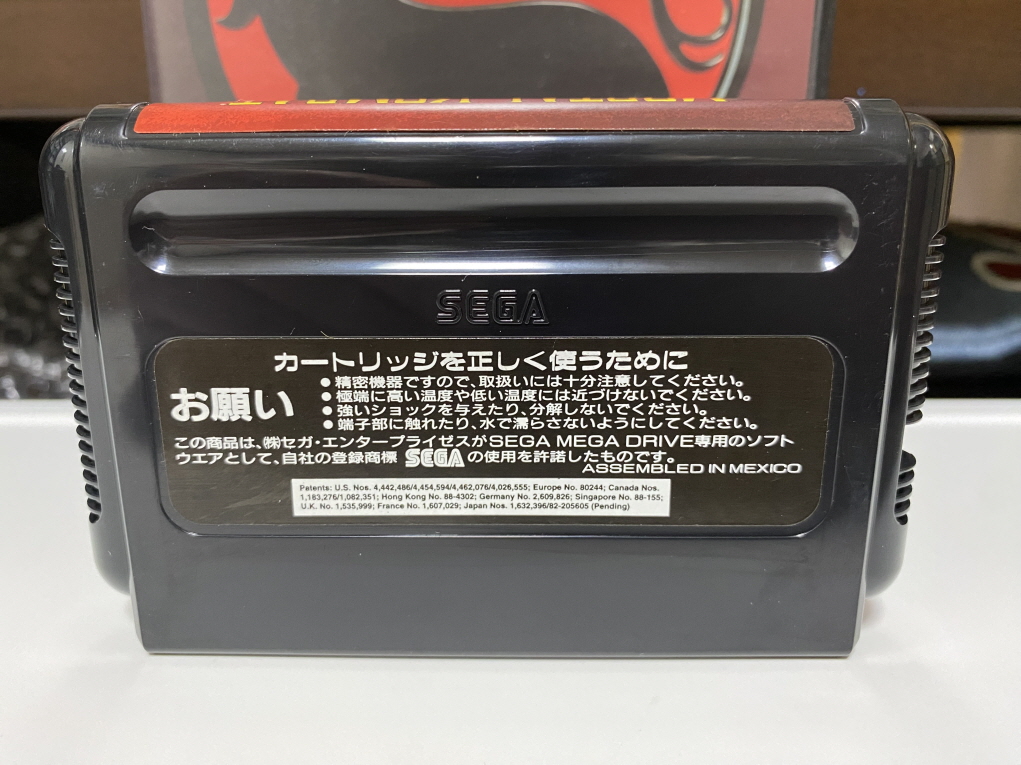 SEGA
カートリッジを正しく使うために
お願い
●精密機器ですので、取扱いには十分注意してください。
●極端に高い温度や低い温度には近づけないでください。
●強いショックを与えたり、分解しないでください。
●端子部に触れたり、水で濡らさないようにしてください。
この商品は、㈱セガ・エンタープライゼスがSEGA MEGA DRIVE専用のソフト
ウエアとして、自社の登録商標 SEGA の使用を許諾したものです。
ASSEMBLED IN MEXICO
Patents: U.S. Nos. 4,442,486/4,454,594/4,462,076/4,026,555; Europe No. 80244; Canada Nos.
1,183,276/1,082,351; Hong Kong No. 88-4302; Germany No. 2,609,826; Singapore No. 88-155;
U.K. No. 1,535,999; France No. 1,607,029; Japan Nos. 1,632,396/82-205605 (Pending)